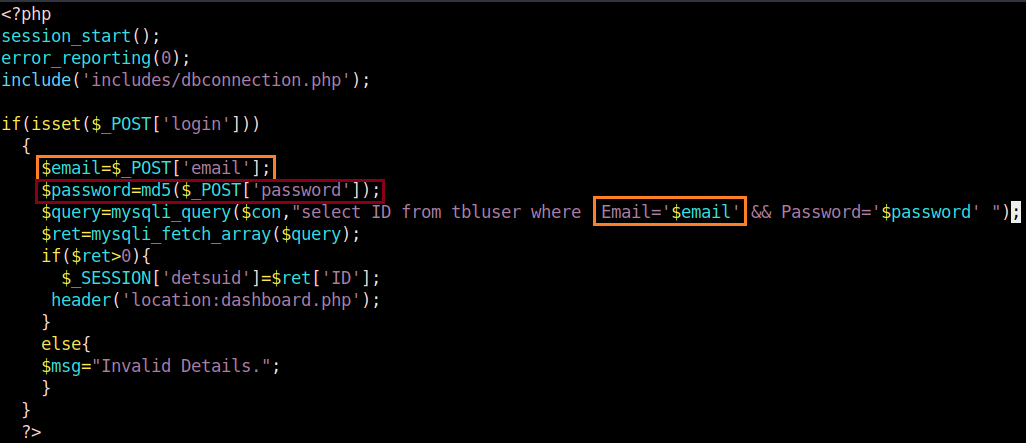 <?php
session_start();
error_reporting(0);
include('includes/dbconnection.php');
if(isset($_POST['login']))
{
$email=$_POST['email'];
$password=md5($_POST['password']);
$query=mysqli_query($con,"select ID from tbluser where Email='$email' && Password='$password' ");
$ret=mysqli_fetch_array($query);
if($ret>0){
$_SESSION['detsuid']=$ret['ID'];
header('location:dashboard.php');
}
else{
$msg="Invalid Details.";
}
}
?>